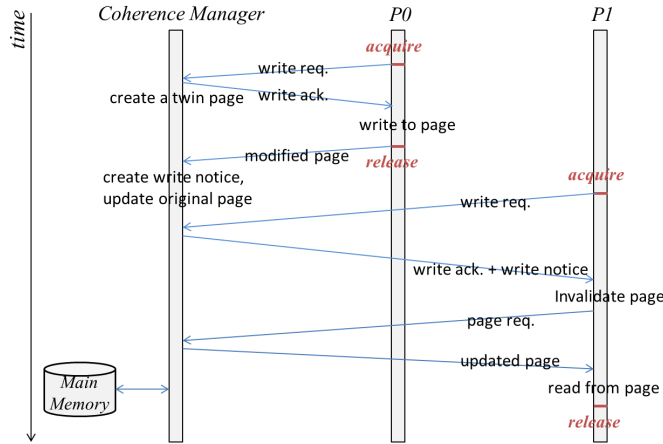 time
Coherence Manager
P0
P1
acquire
write req.
create a twin page
write ack.
write to page
modified page
release
create write notice,
update original page
acquire
write req.
write ack. + write notice
Invalidate page
page req.
updated page
Main
Memory
read from page
release